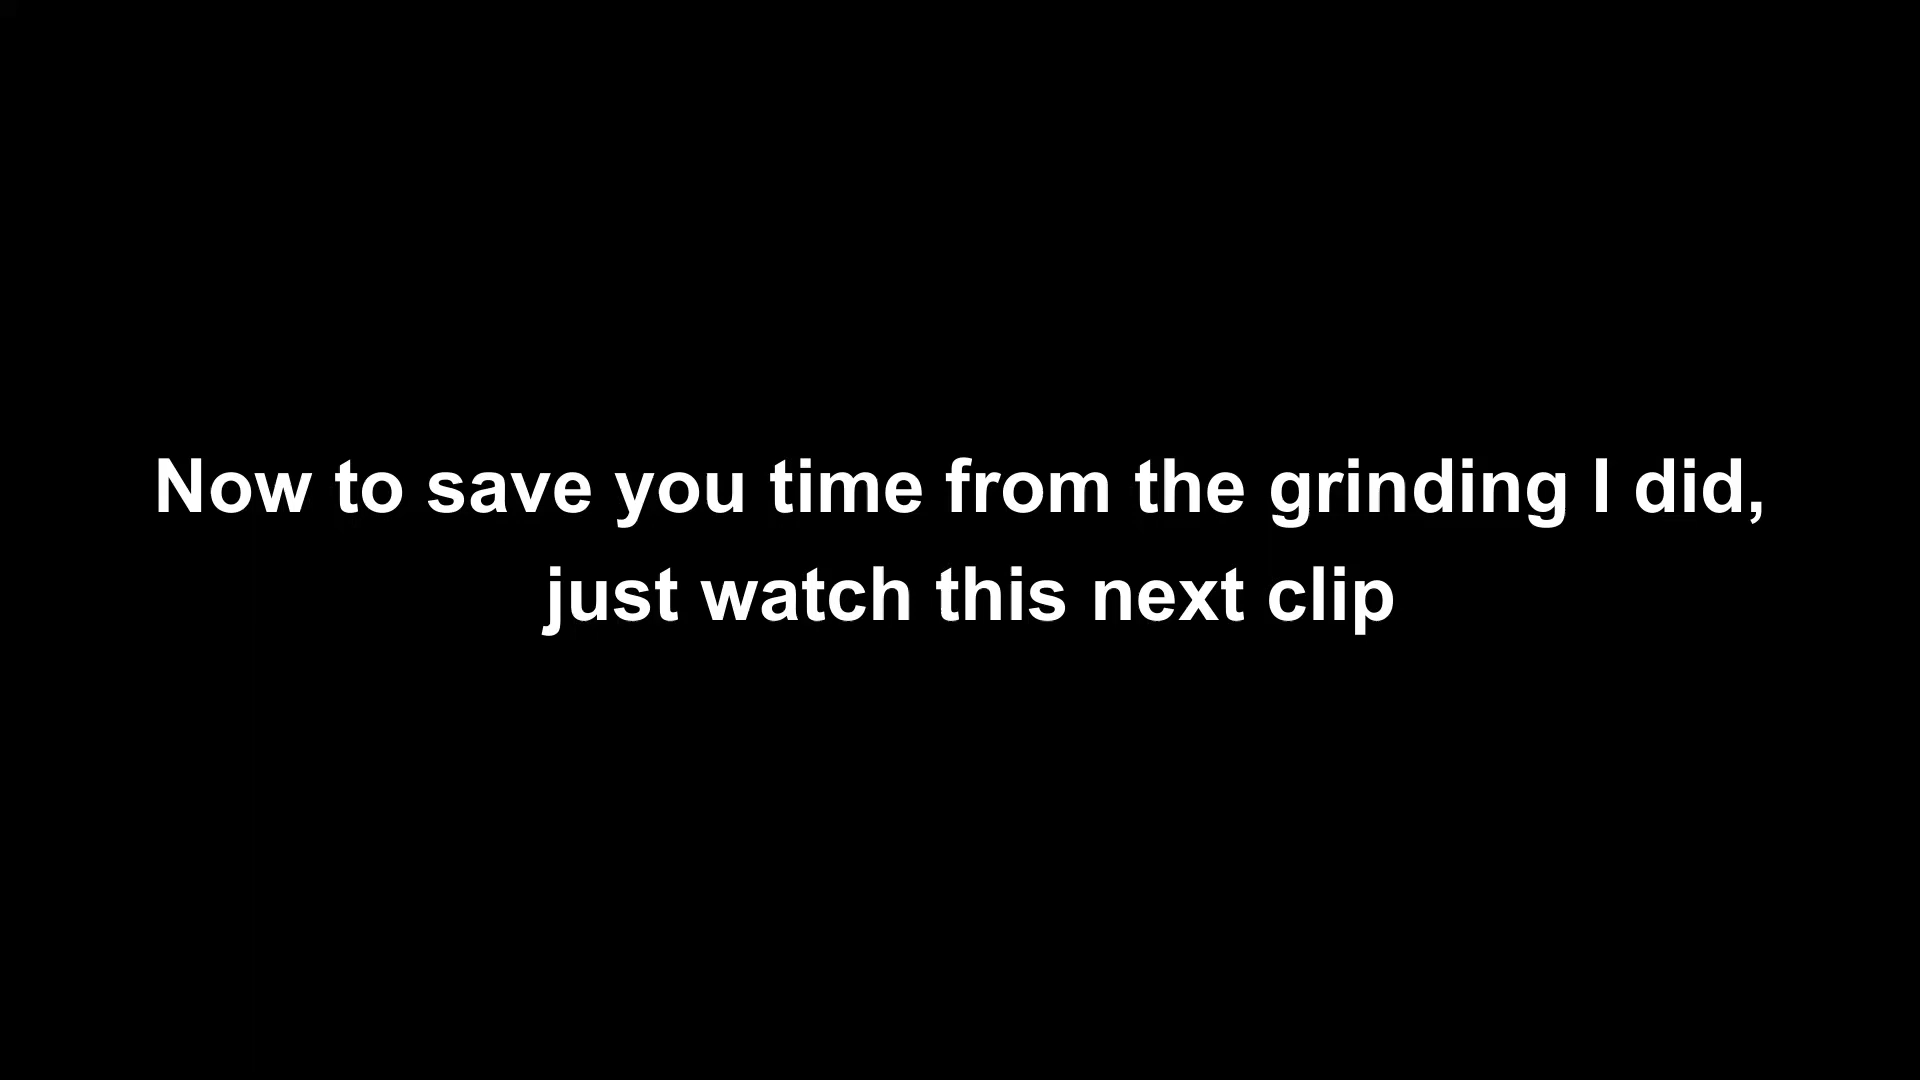 Now to save you time from the grinding I did,
just watch this next clip